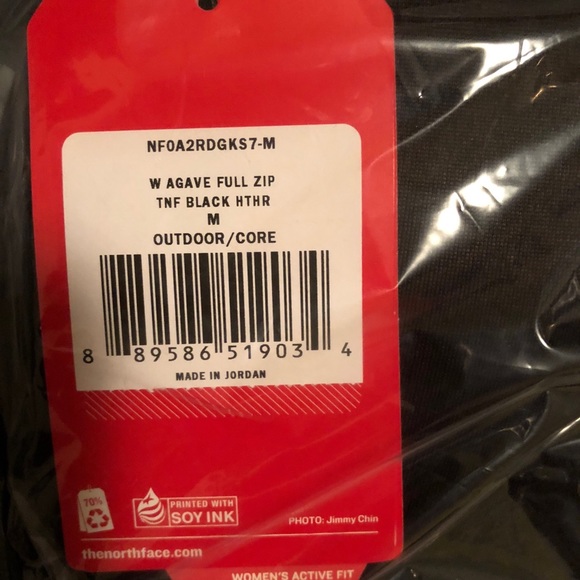 NF0A2RDGKS7-M
W AGAVE FULL ZIP
TNF BLACK HTHR
M
OUTDOOR/CORE
8 89586 51903 4
MADE IN JORDAN
70%
PRINTED WITH
SOY INK
PHOTO: Jimmy Chin
thenorthface.com
WOMEN'S ACTIVE FIT